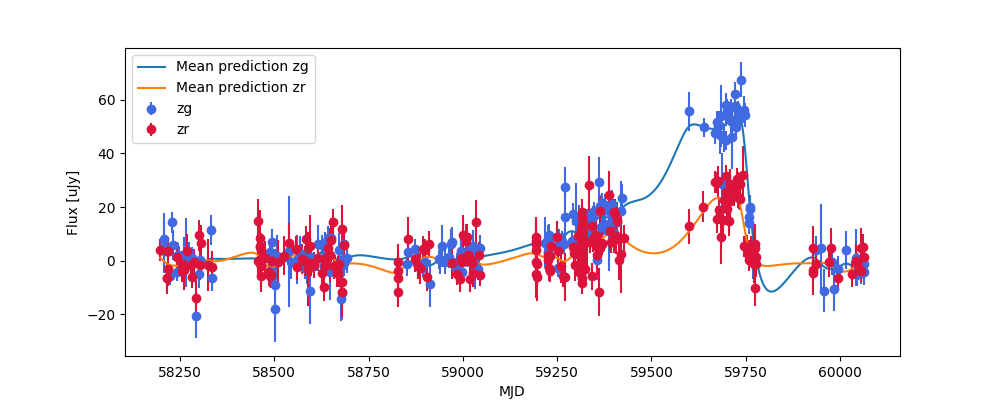 Mean prediction zg
Mean prediction zr
zg
zr
Flux [uJy]
60
40
20
0
−20
58250 58500 58750 59000 59250 59500 59750 60000
MJD